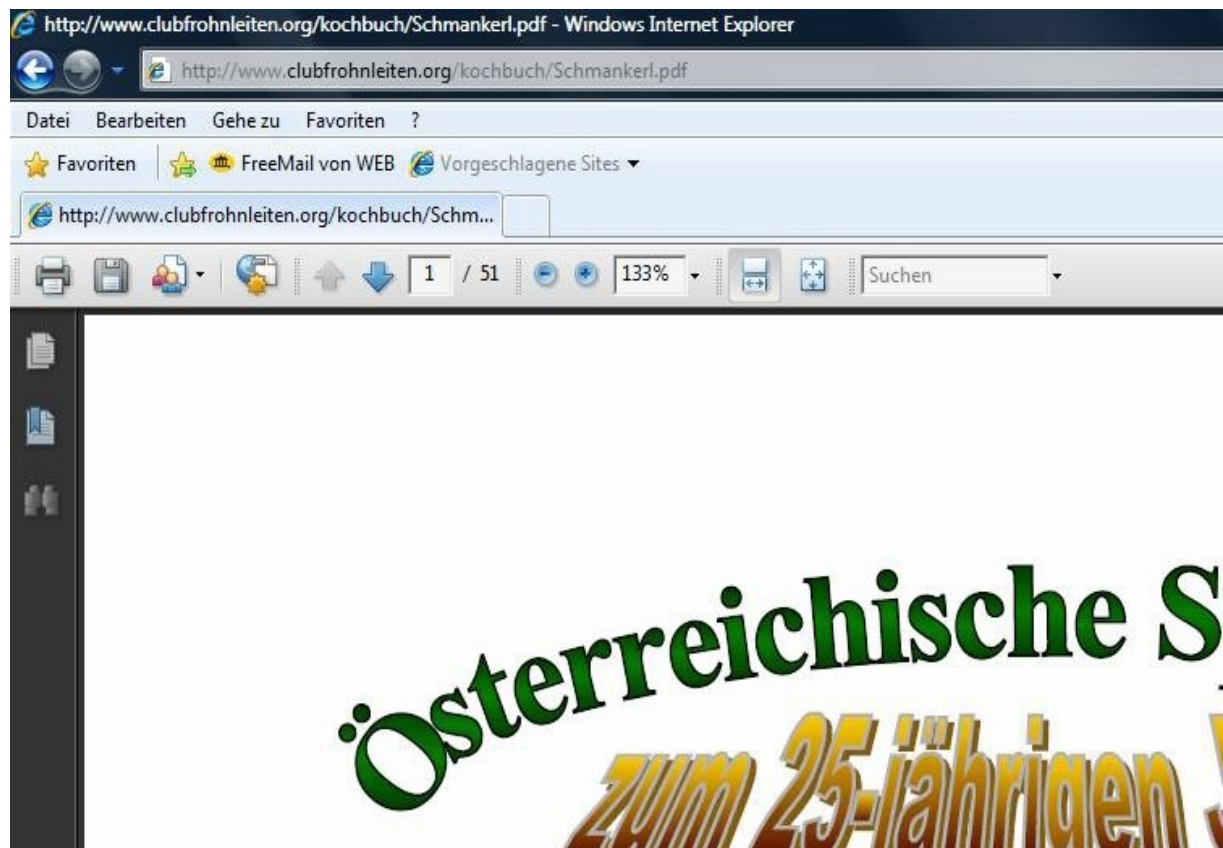 http://www.clubfrohnleiten.org/kochbuch/Schmankerl.pdf - Windows Internet Explorer
http://www.clubfrohnleiten.org/kochbuch/Schmankerl.pdf
Datei Bearbeiten Gehe zu Favoriten ?
Favoriten FreeMail von WEB Vorgeschlagene Sites
http://www.clubfrohnleiten.org/kochbuch/Schm...
1 / 51 133% Suchen
Österreichische S
zum 25-jährigen